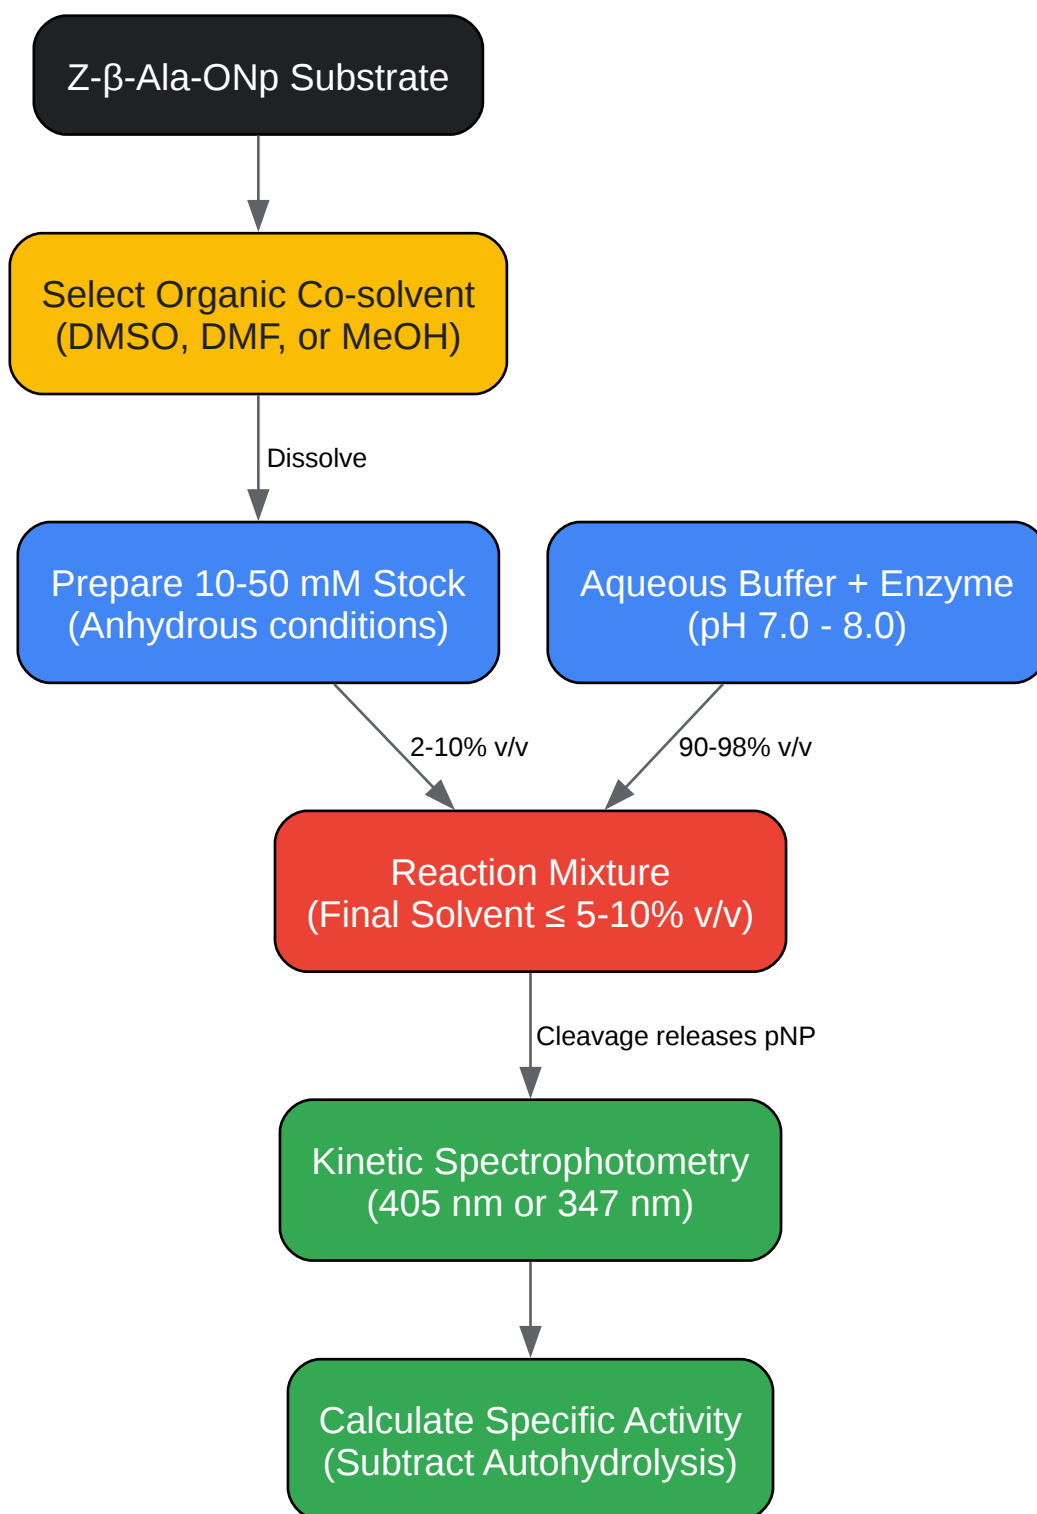 Z-β-Ala-ONp Substrate
Select Organic Co-solvent
(DMSO, DMF, or MeOH)
Dissolve
Prepare 10-50 mM Stock
(Anhydrous conditions)
Aqueous Buffer + Enzyme
(pH 7.0 - 8.0)
2-10% v/v
90-98% v/v
Reaction Mixture
(Final Solvent ≤ 5-10% v/v)
Cleavage releases pNP
Kinetic Spectrophotometry
(405 nm or 347 nm)
Calculate Specific Activity
(Subtract Autohydrolysis)